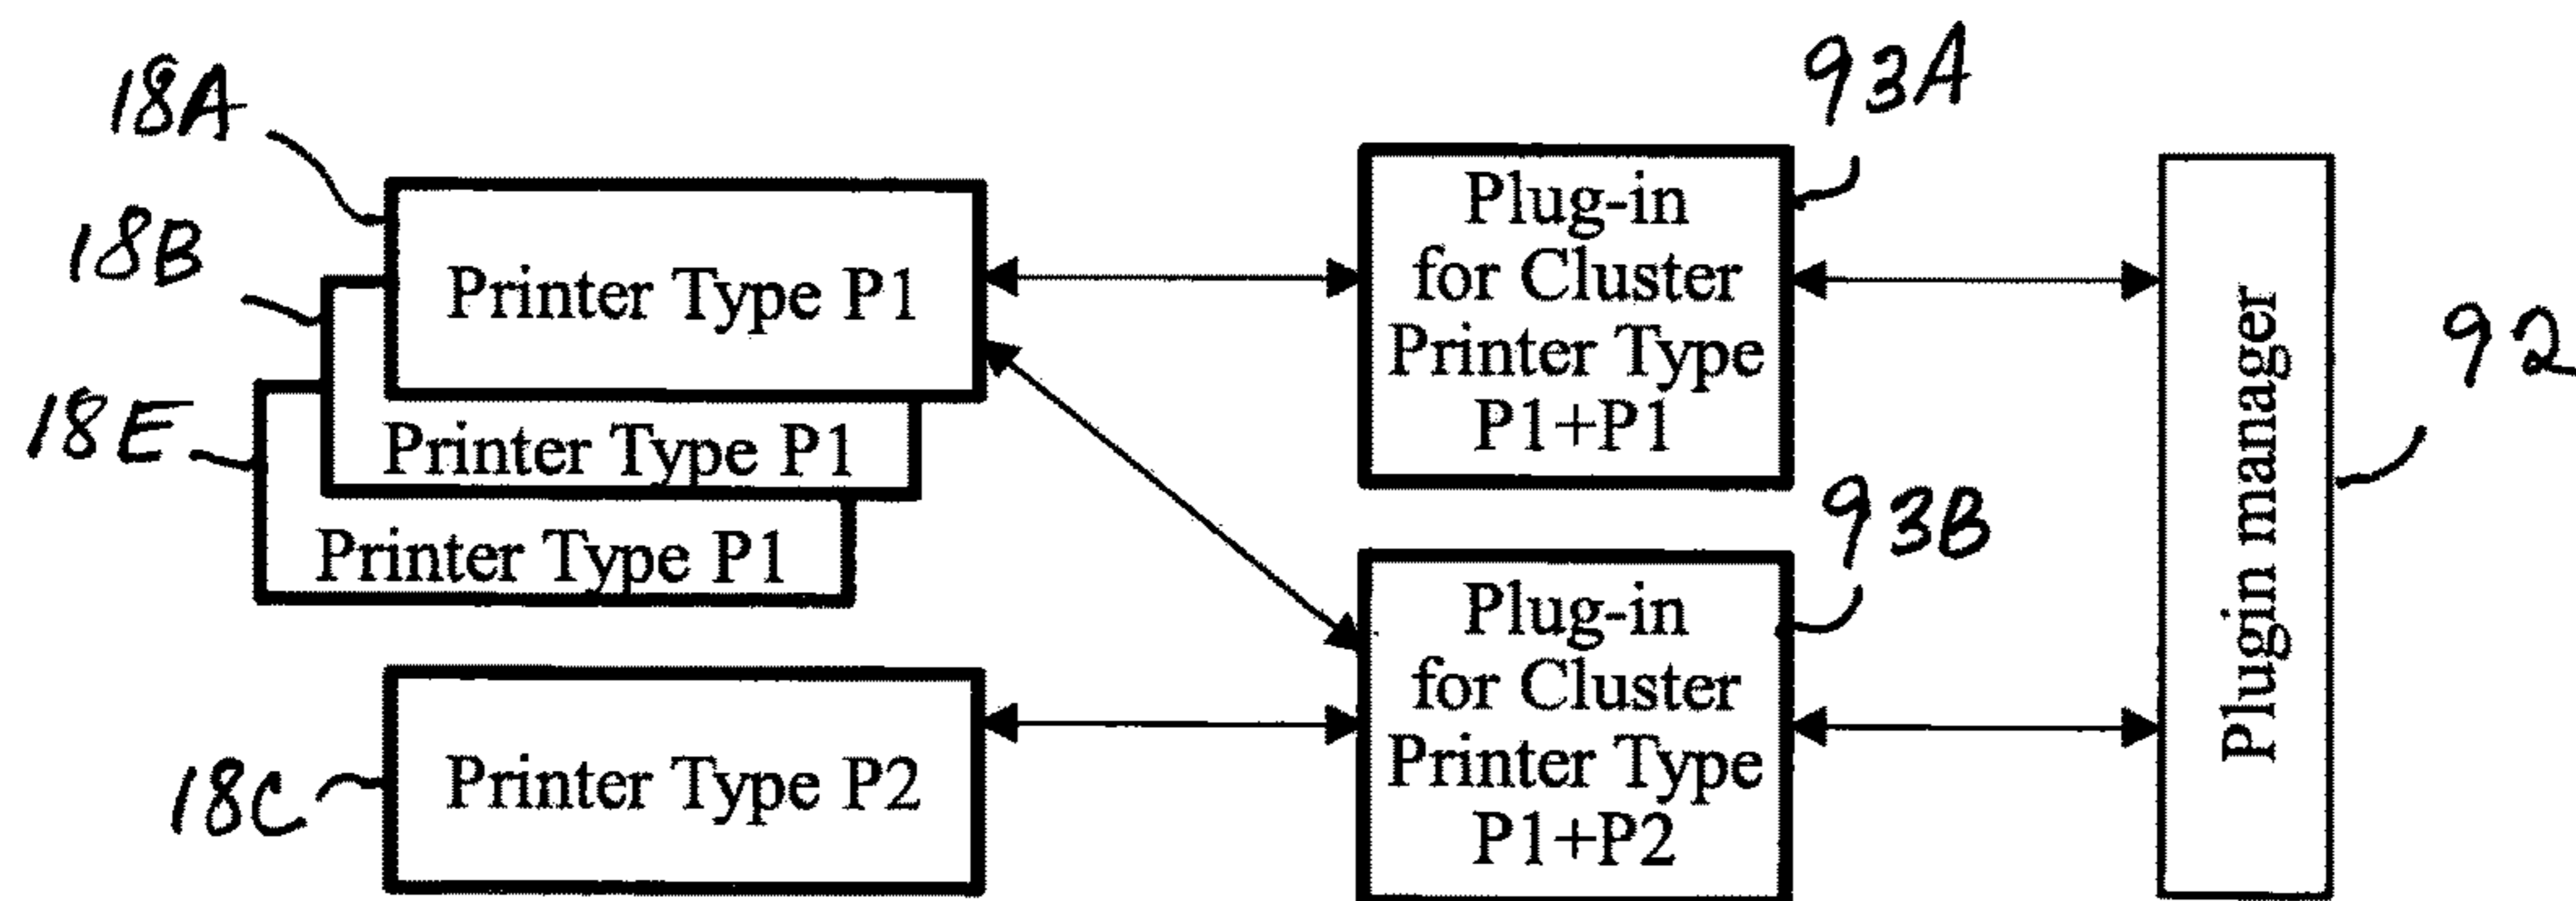 18A
18B
18E
18C
Printer Type P1
Printer Type P1
Printer Type P1
Printer Type P2
93A
Plug-in
for Cluster
Printer Type
P1+P1
93B
Plug-in
for Cluster
Printer Type
P1+P2
Plugin manager
92